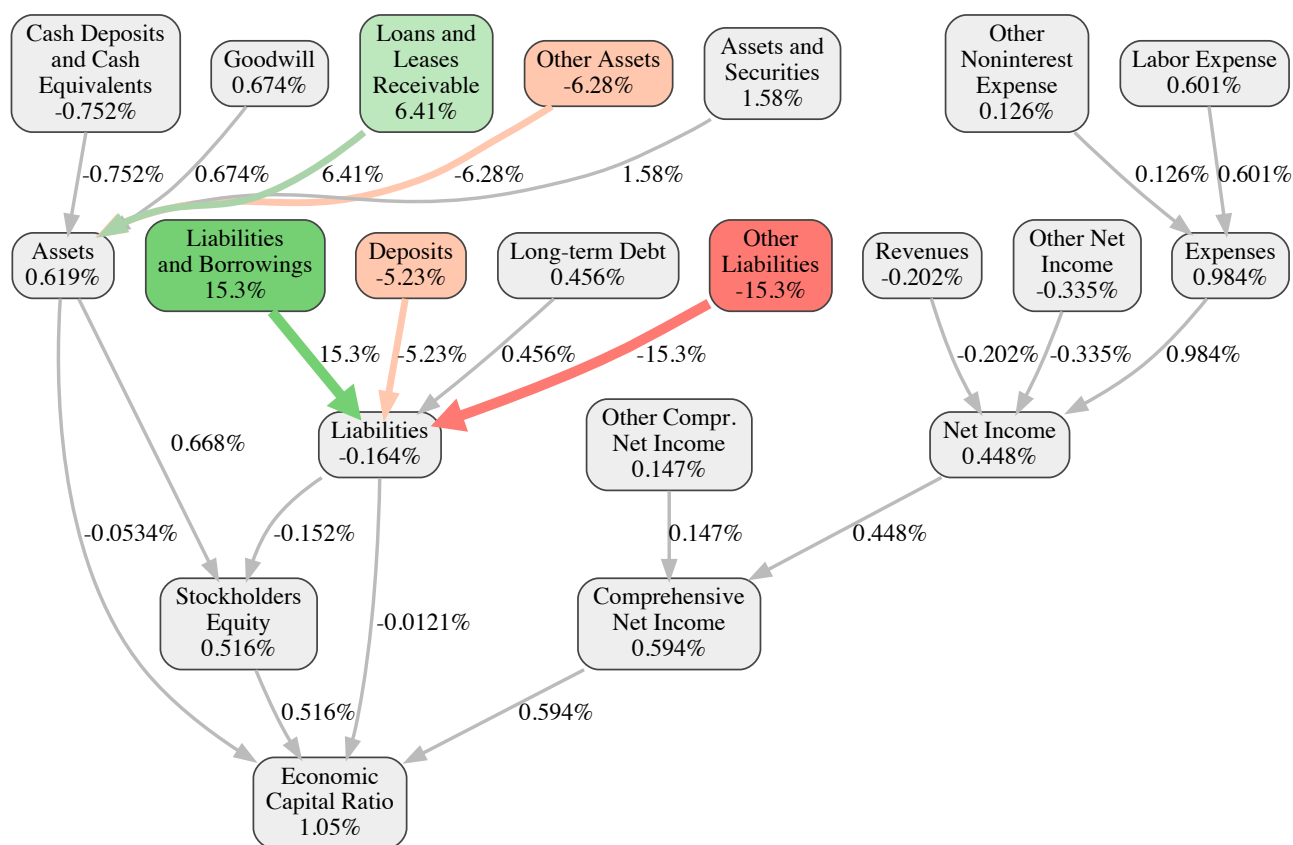 Cash Deposits
and Cash
Equivalents
-0.752%
Goodwill
0.674%
Loans and
Leases
Receivable
6.41%
Other Assets
-6.28%
Assets and
Securities
1.58%
Other
Noninterest
Expense
0.126%
Labor Expense
0.601%
-0.752%
0.674%
6.41%
-6.28%
1.58%
0.126%
0.601%
Assets
0.619%
Liabilities
and Borrowings
15.3%
Deposits
-5.23%
Long-term Debt
0.456%
Other
Liabilities
-15.3%
Revenues
-0.202%
Other Net
Income
-0.335%
Expenses
0.984%
15.3%
-5.23%
0.456%
-15.3%
-0.202%
-0.335%
0.984%
Liabilities
-0.164%
Other Compr.
Net Income
0.147%
Net Income
0.448%
0.668%
-0.0534%
-0.152%
0.147%
0.448%
Stockholders
Equity
0.516%
-0.0121%
Comprehensive
Net Income
0.594%
0.516%
0.594%
Economic
Capital Ratio
1.05%